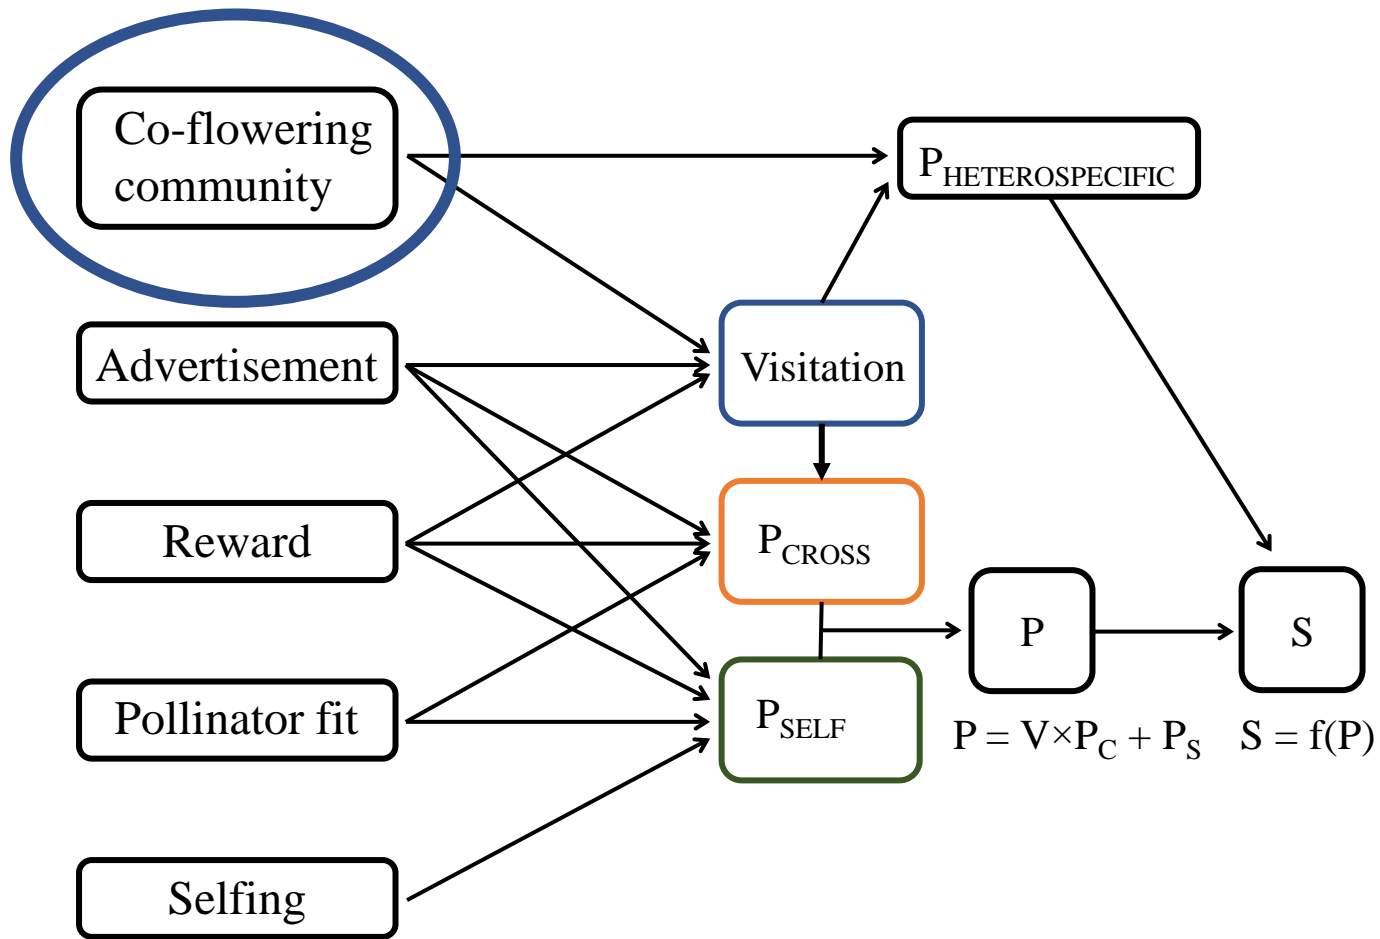 Co-flowering
community
P_HETEROSPECIFIC
Advertisement
Visitation
Reward
P_CROSS
P
S
Pollinator fit
P_SELF
P = V×P_C + P_S
S = f(P)
Selfing